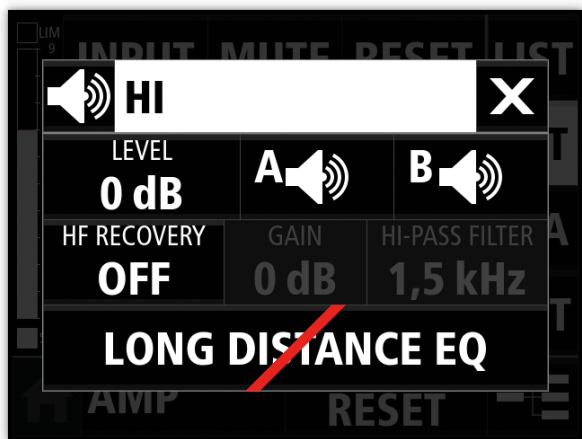 LIM
9
INPUT MUTE RESET LIST
HI X
LEVEL
0 dB
A B
HF RECOVERY GAIN HI-PASS FILTER
OFF 0 dB 1,5 kHz
LONG DISTANCE EQ
AMP RESET